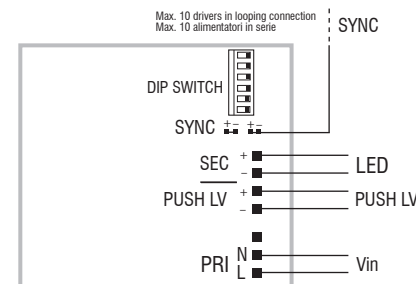 Max. 10 drivers in looping connection
Max. 10 alimentatori in serie
SYNC
DIP SWITCH
SYNC + - + -
SEC + - LED
PUSH LV + - PUSH LV
PRI N L Vin